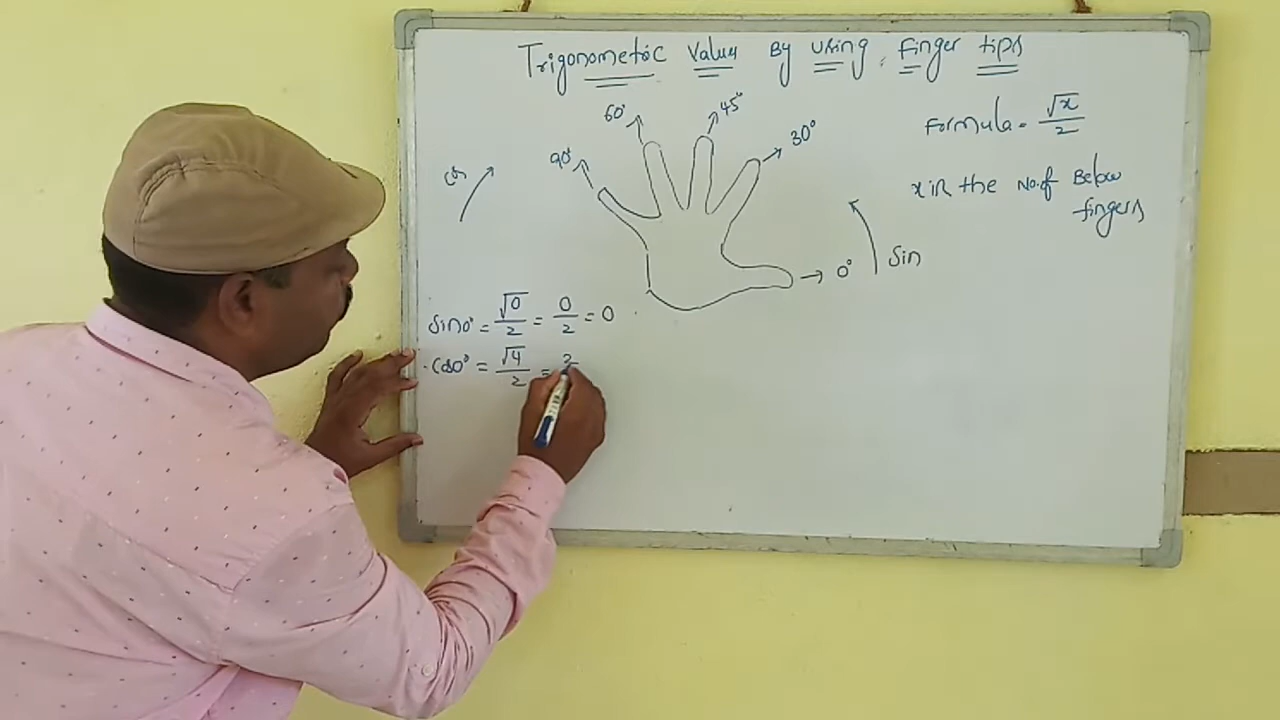 Trigonometric Value By using Finger tips
60° 45°
90° 30°
Formula = √x/2
x is the No. of Below
fingers
Cos
0°
Sin
Sin0° = √0/2 = 0/2 = 0
Cos0° = √4/2 = 2